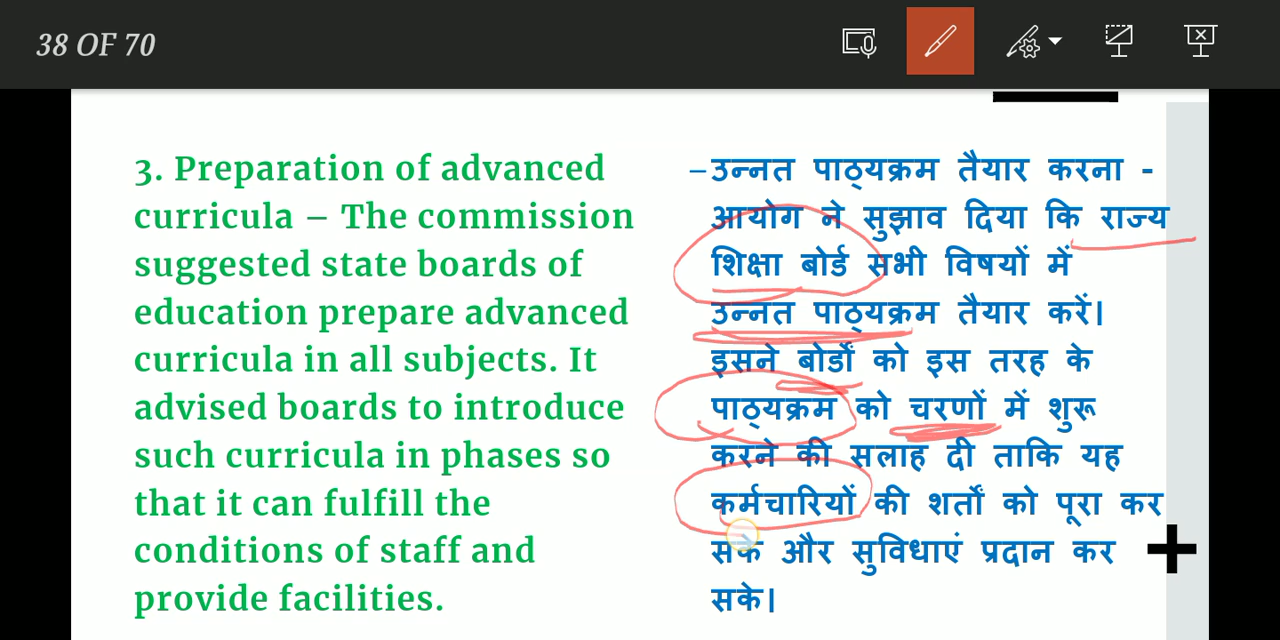 38 OF 70
3. Preparation of advanced
curricula – The commission
suggested state boards of
education prepare advanced
curricula in all subjects. It
advised boards to introduce
such curricula in phases so
that it can fulfill the
conditions of staff and
provide facilities.
–उन्नत पाठ्यक्रम तैयार करना -
आयोग ने सुझाव दिया कि राज्य
शिक्षा बोर्ड सभी विषयों में
उन्नत पाठ्यक्रम तैयार करें।
इसने बोर्डों को इस तरह के
पाठ्यक्रम को चरणों में शुरू
करने की सलाह दी ताकि यह
कर्मचारियों की शर्तों को पूरा कर
सके और सुविधाएं प्रदान कर
सके।